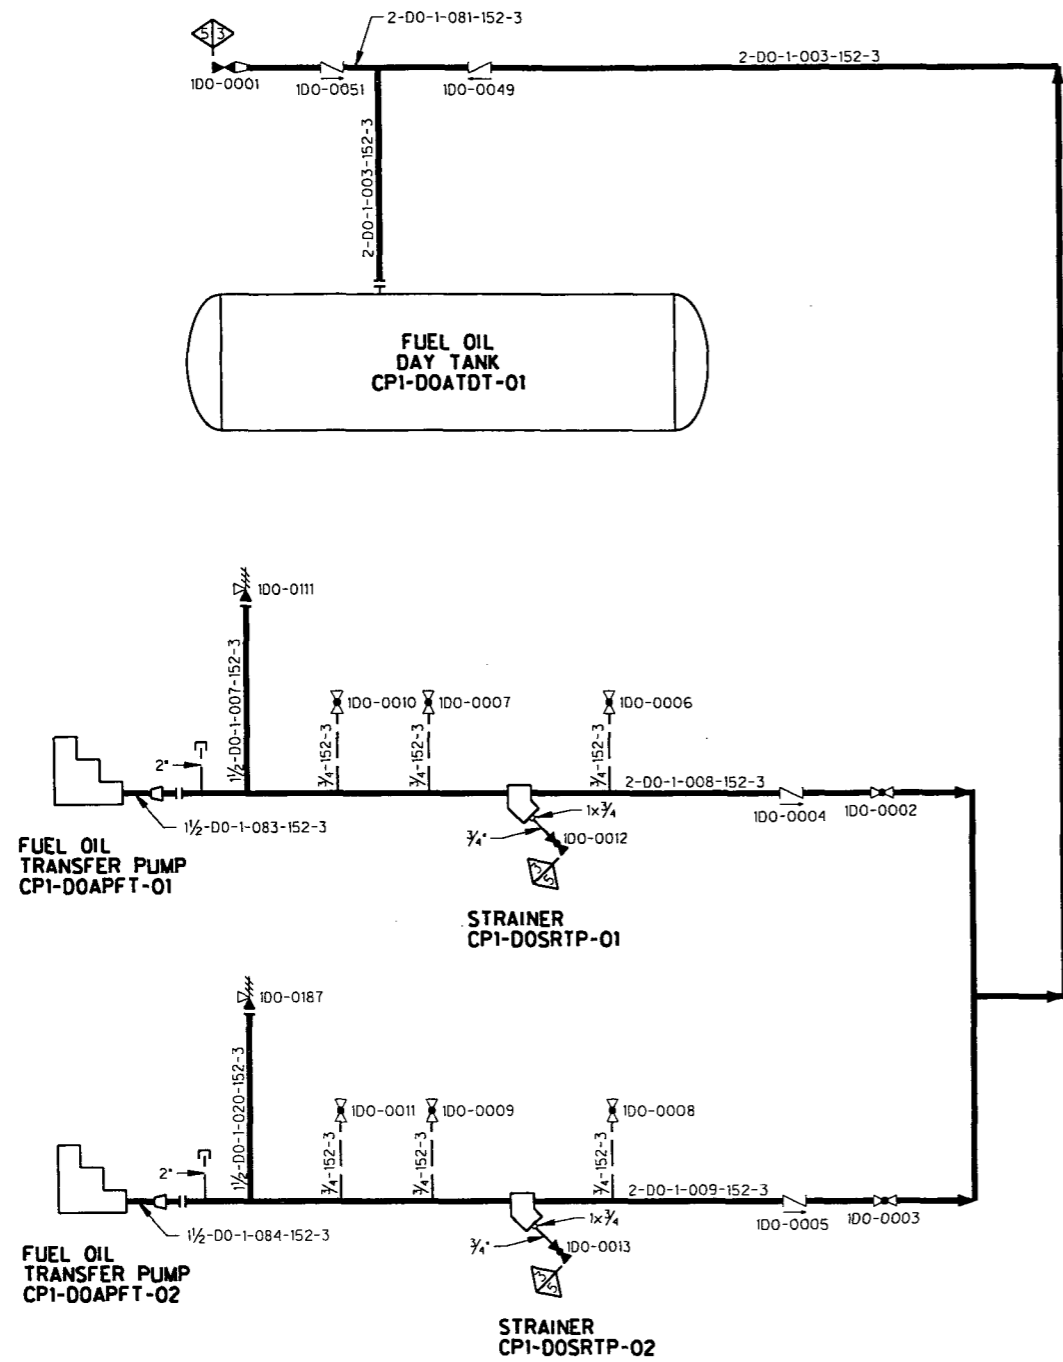 5 3
2-DO-1-081-152-3
1DO-0001
1DO-0051
1DO-0049
2-DO-1-003-152-3
2-DO-1-003-152-3
FUEL OIL
DAY TANK
CP1-DOATDT-01
1DO-0111
1½-DO-1-007-152-3
1DO-0010
1DO-0007
1DO-0006
¾-152-3
¾-152-3
¾-152-3
2"
2-DO-1-008-152-3
1½-DO-1-083-152-3
1x¾
¾"
1DO-0012
1DO-0004
1DO-0002
3/5
FUEL OIL
TRANSFER PUMP
CP1-DOAPFT-01
STRAINER
CP1-DOSRTP-01
1DO-0187
1½-DO-1-020-152-3
1DO-0011
1DO-0009
1DO-0008
¾-152-3
¾-152-3
¾-152-3
2"
2-DO-1-009-152-3
1½-DO-1-084-152-3
1x¾
¾"
1DO-0013
1DO-0005
1DO-0003
3/5
FUEL OIL
TRANSFER PUMP
CP1-DOAPFT-02
STRAINER
CP1-DOSRTP-02